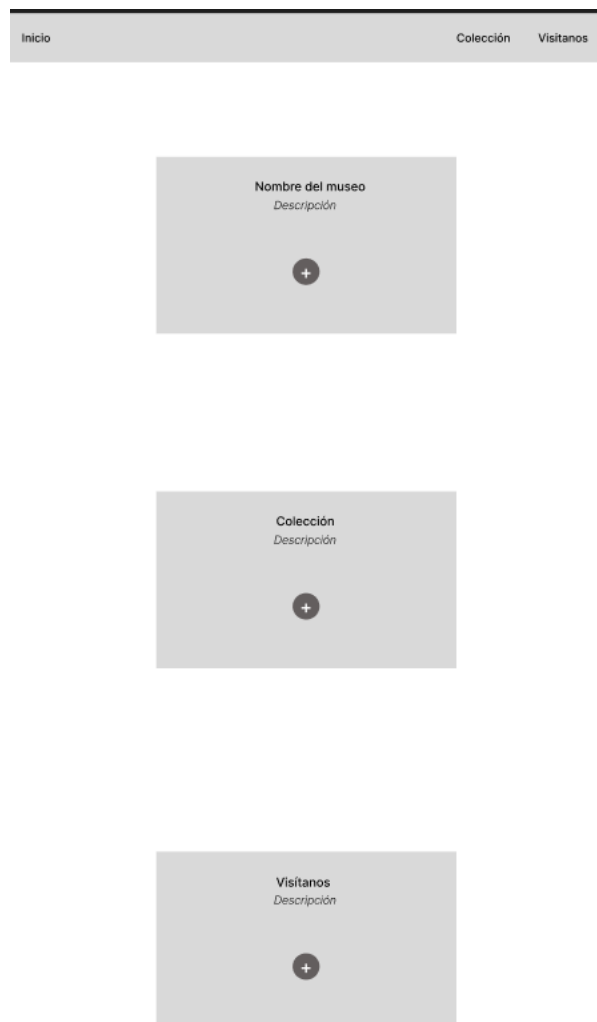 Inicio Colección Visitanos
Nombre del museo
Descripción
+
Colección
Descripción
+
Visítanos
Descripción
+